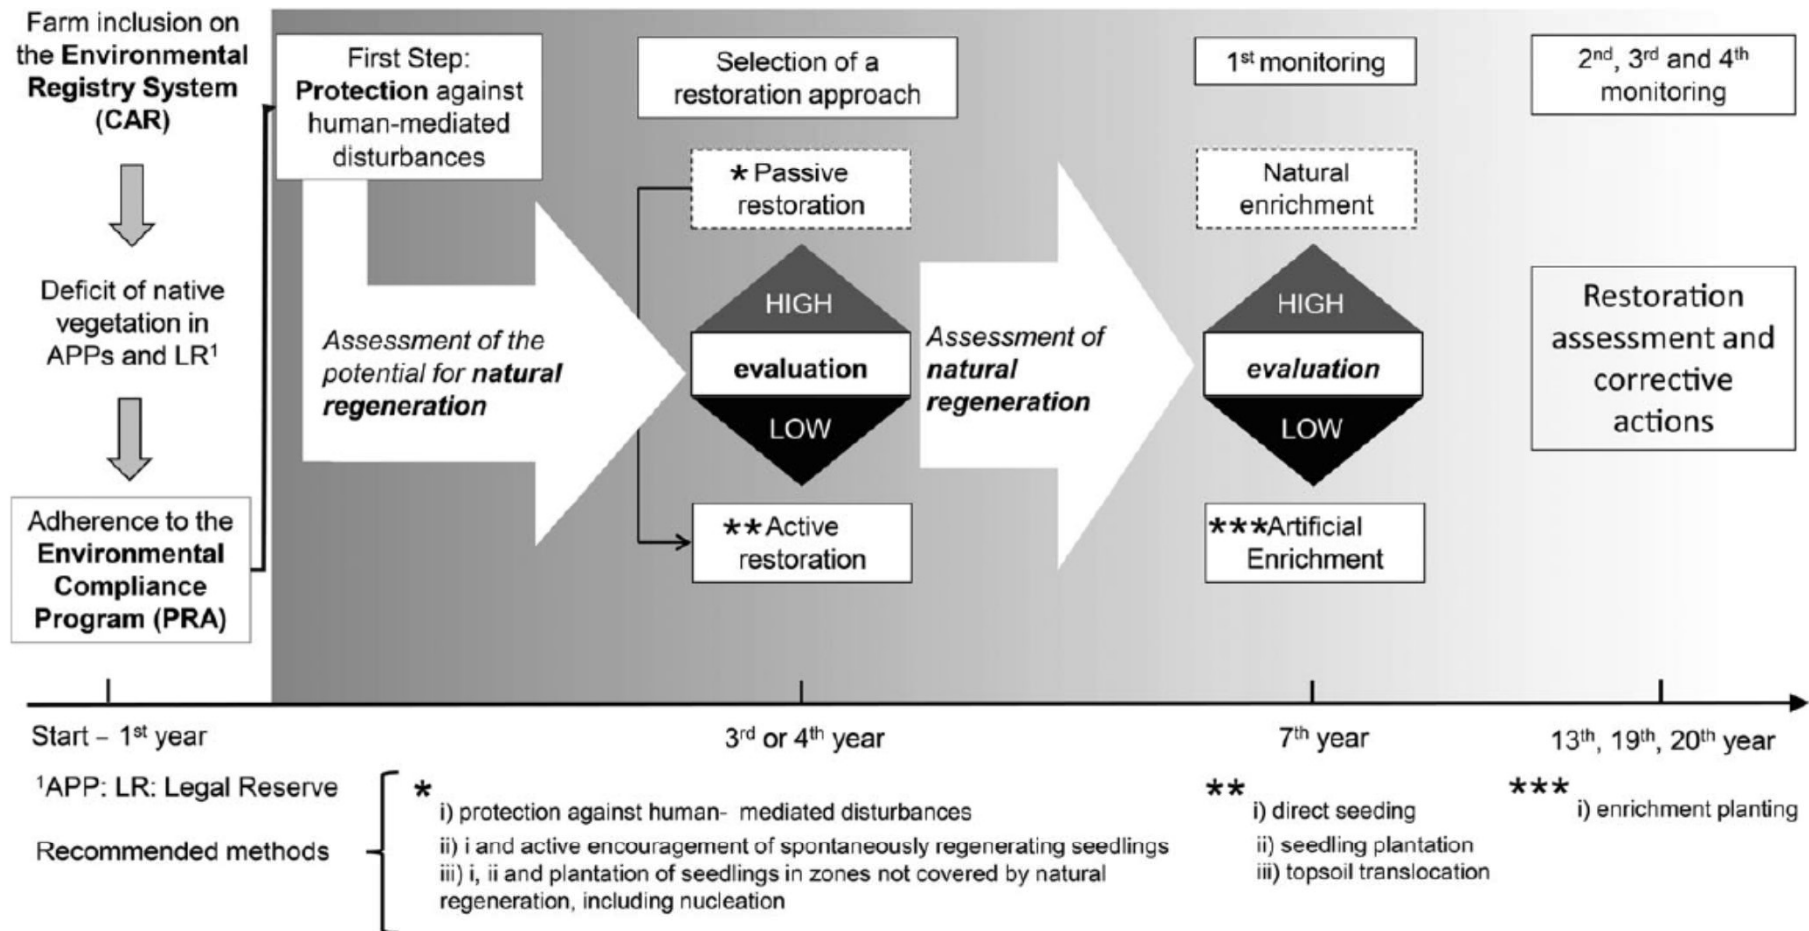 Farm inclusion on
the Environmental
Registry System
(CAR)
Deficit of native
vegetation in
APPs and LR¹
Adherence to the
Environmental
Compliance
Program (PRA)
First Step:
Protection against
human-mediated
disturbances
Assessment of the
potential for natural
regeneration
Selection of a
restoration approach
* Passive
restoration
HIGH
evaluation
LOW
** Active
restoration
Assessment of
natural
regeneration
1st monitoring
Natural
enrichment
HIGH
evaluation
LOW
***Artificial
Enrichment
2nd, 3rd and 4th
monitoring
Restoration
assessment and
corrective
actions
Start – 1st year
3rd or 4th year
7th year
13th, 19th, 20th year
¹APP: LR: Legal Reserve
Recommended methods
*
i) protection against human- mediated disturbances
ii) i and active encouragement of spontaneously regenerating seedlings
iii) i, ii and plantation of seedlings in zones not covered by natural
regeneration, including nucleation
**
i) direct seeding
ii) seedling plantation
iii) topsoil translocation
***
i) enrichment planting